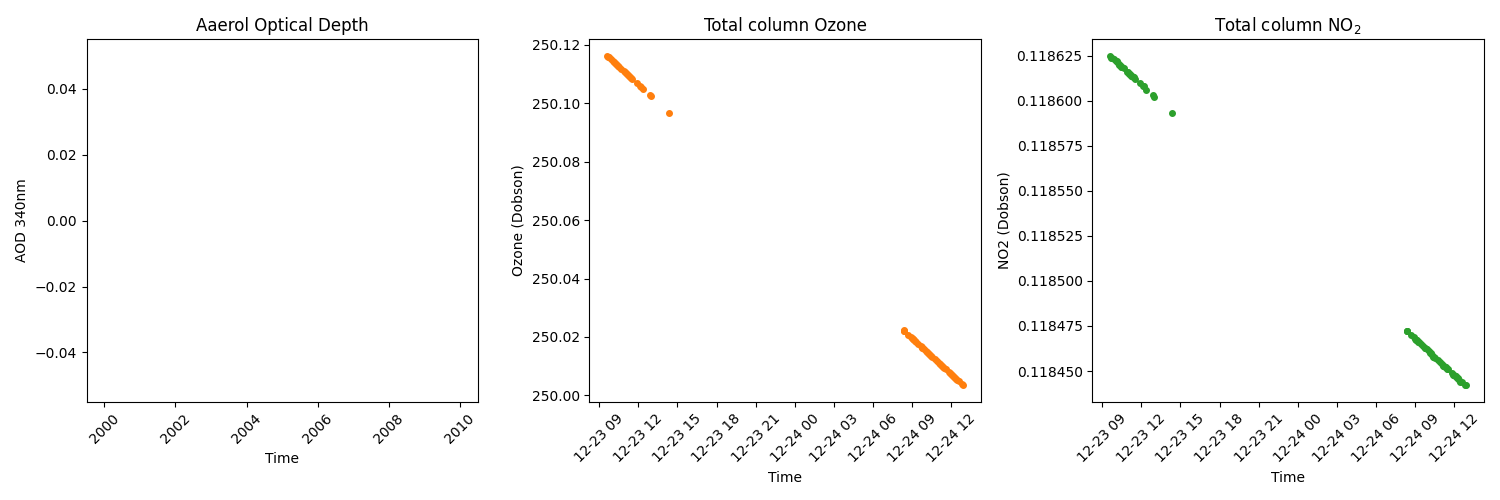 Aaerol Optical Depth
AOD 340nm
0.04
0.02
0.00
−0.02
−0.04
2000 2002 2004 2006 2008 2010
Time
Total column Ozone
Ozone (Dobson)
250.12
250.10
250.08
250.06
250.04
250.02
250.00
12-23 09 12-23 12 12-23 15 12-23 18 12-23 21 12-24 00 12-24 03 12-24 06 12-24 09 12-24 12
Time
Total column NO₂
NO2 (Dobson)
0.118625
0.118600
0.118575
0.118550
0.118525
0.118500
0.118475
0.118450
12-23 09 12-23 12 12-23 15 12-23 18 12-23 21 12-24 00 12-24 03 12-24 06 12-24 09 12-24 12
Time